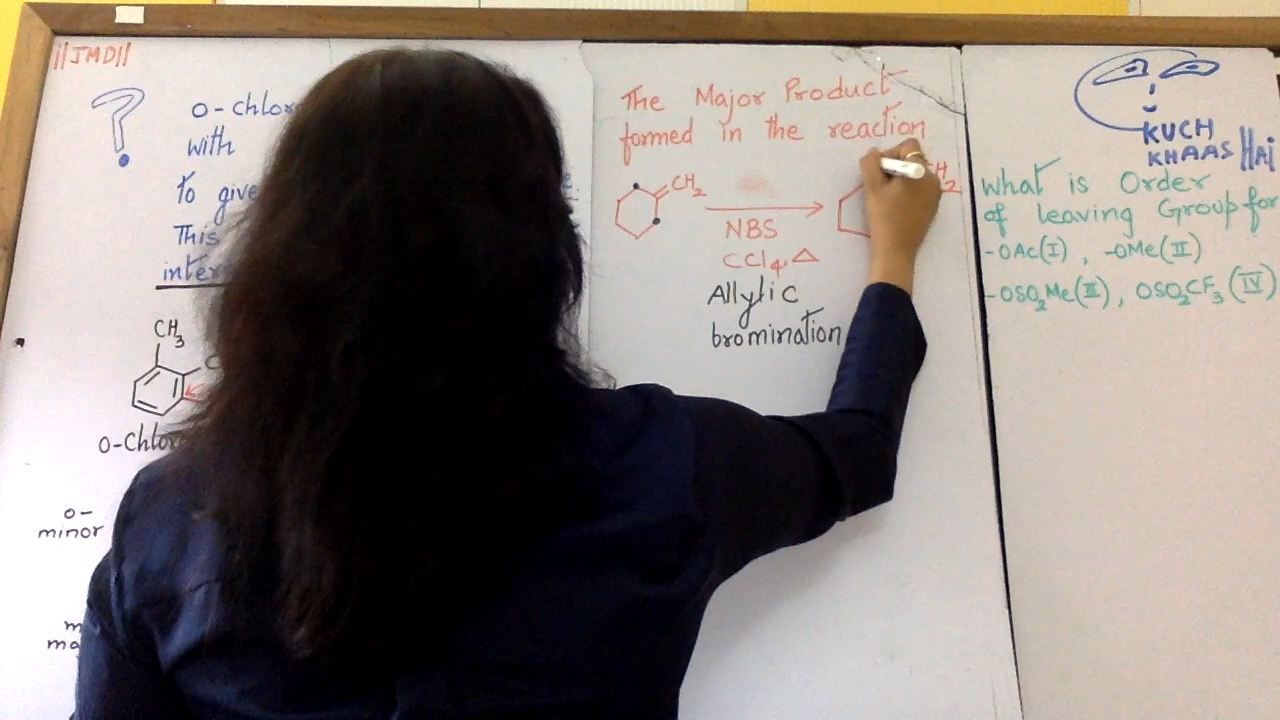 ||JMD||
?
O-Chlor
with
to give
This
inter
CH3
O-Chlor
O-
minor
m
ma
The Major Product
formed in the reaction
CH2
NBS
CCl4, Δ
Allylic
bromination
CH2
KUCH
KHAAS HAi
What is Order
of leaving Group for
-OAc(I), -OMe(II)
-OSO2Me(III), OSO2CF3(IV)